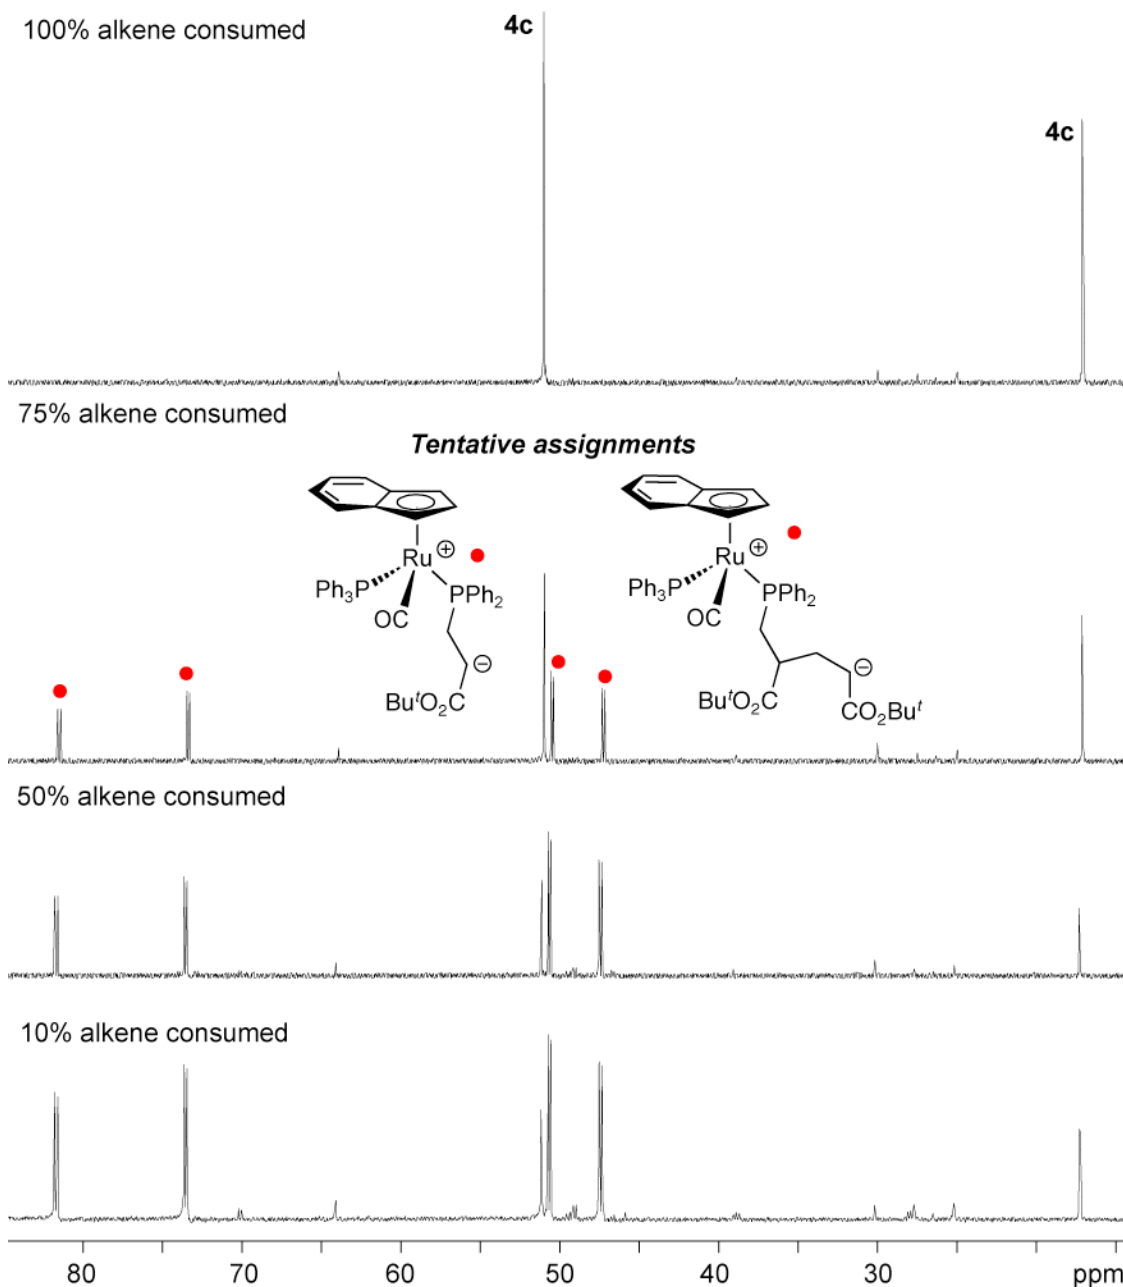 100% alkene consumed
4c
4c
75% alkene consumed
Tentative assignments
Ru ⊕
Ph₃P
PPh₂
OC
⊖
BuᵗO₂C
Ru ⊕
Ph₃P
PPh₂
OC
⊖
BuᵗO₂C
CO₂Buᵗ
50% alkene consumed
10% alkene consumed
80 70 60 50 40 30 ppm